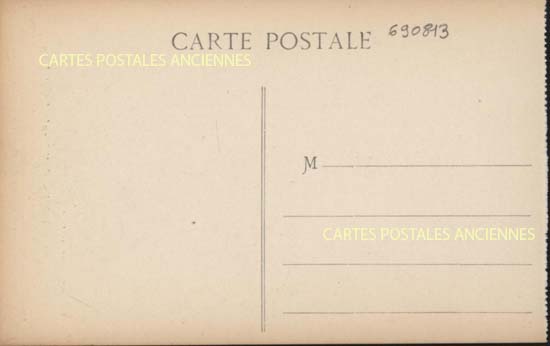 CARTE POSTALE 690813
CARTES POSTALES ANCIENNES
M
CARTES POSTALES ANCIENNES